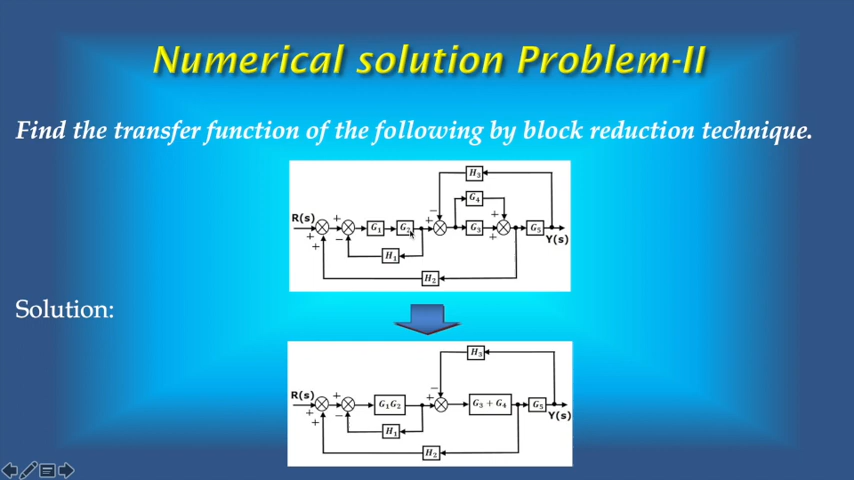 Numerical solution Problem-II
Find the transfer function of the following by block reduction technique.
H₃
− G₄
R(s) + + +
G₁ G₂ G₃ G₅
+ − + Y(s)
+ H₁
H₂
Solution:
H₃
−
R(s) + +
G₁G₂ G₃ + G₄ G₅
+ − Y(s)
+ H₁
H₂